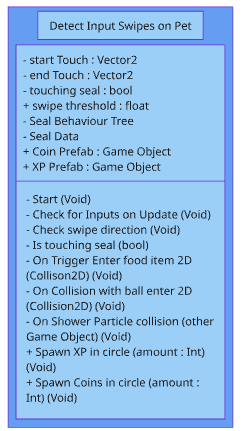 Detect Input Swipes on Pet
- start Touch : Vector2
- end Touch : Vector2
- touching seal : bool
+ swipe threshold : float
- Seal Behaviour Tree
- Seal Data
+ Coin Prefab : Game Object
+ XP Prefab : Game Object
- Start (Void)
- Check for Inputs on Update (Void)
- Check swipe direction (Void)
- Is touching seal (bool)
- On Trigger Enter food item 2D
(Collison2D) (Void)
- On Collision with ball enter 2D
(Collision2D) (Void)
- On Shower Particle collision (other
Game Object) (Void)
+ Spawn XP in circle (amount : Int)
(Void)
+ Spawn Coins in circle (amount :
Int) (Void)